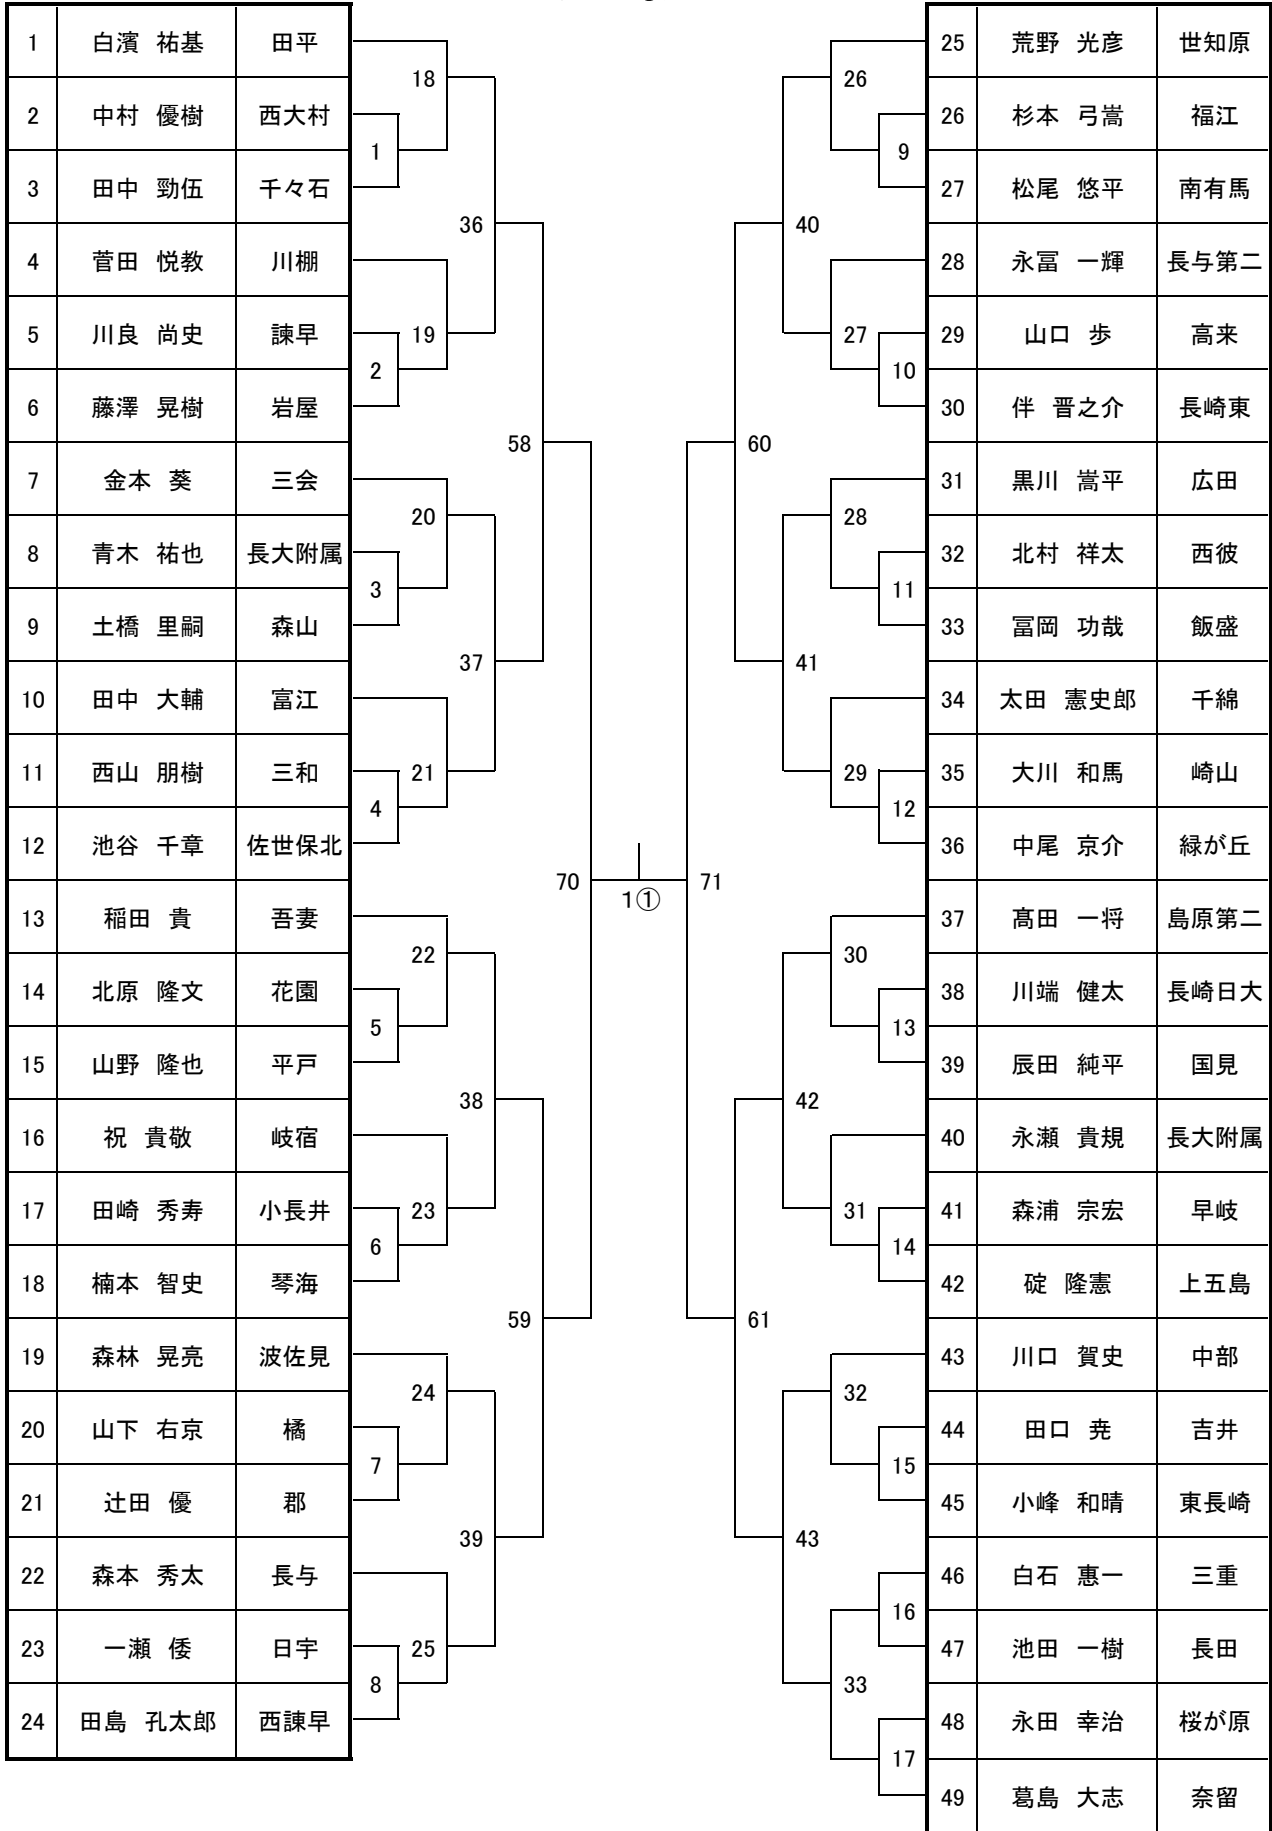 1 白濱 祐基 田平
2 中村 優樹 西大村
3 田中 勁伍 千々石
4 菅田 悦教 川棚
5 川良 尚史 諫早
6 藤澤 晃樹 岩屋
7 金本 葵 三会
8 青木 祐也 長大附属
9 土橋 里嗣 森山
10 田中 大輔 富江
11 西山 朋樹 三和
12 池谷 千章 佐世保北
13 稲田 貴 吾妻
14 北原 隆文 花園
15 山野 隆也 平戸
16 祝 貴敬 岐宿
17 田崎 秀寿 小長井
18 楠本 智史 琴海
19 森林 晃亮 波佐見
20 山下 右京 橘
21 辻田 優 郡
22 森本 秀太 長与
23 一瀬 倭 日宇
24 田島 孔太郎 西諌早
1
2
3
4
5
6
7
8
18
19
20
21
22
23
24
25
36
37
38
39
58
59
70
1①
71
60
61
40
41
42
43
26
27
28
29
30
31
32
33
9
10
11
12
13
14
15
16
17
25 荒野 光彦 世知原
26 杉本 弓嵩 福江
27 松尾 悠平 南有馬
28 永冨 一輝 長与第二
29 山口 歩 高来
30 伴 晋之介 長崎東
31 黒川 嵩平 広田
32 北村 祥太 西彼
33 冨岡 功哉 飯盛
34 太田 憲史郎 千綿
35 大川 和馬 崎山
36 中尾 京介 緑が丘
37 髙田 一将 島原第二
38 川端 健太 長崎日大
39 辰田 純平 国見
40 永瀬 貴規 長大附属
41 森浦 宗宏 早岐
42 碇 隆憲 上五島
43 川口 賀史 中部
44 田口 尭 吉井
45 小峰 和晴 東長崎
46 白石 惠一 三重
47 池田 一樹 長田
48 永田 幸治 桜が原
49 葛島 大志 奈留